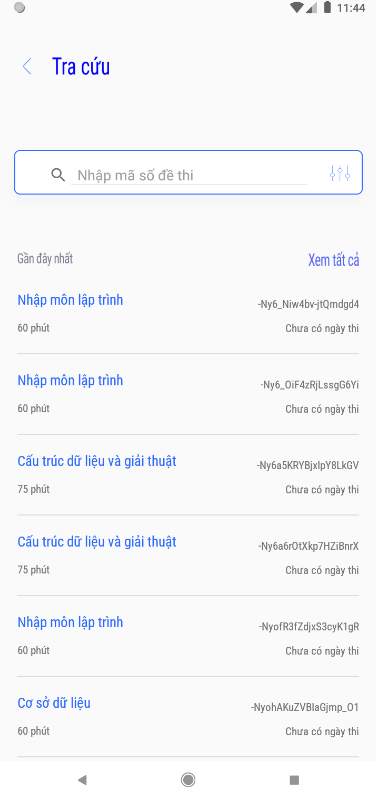 11:44
Tra cứu
Nhập mã số đề thi
Gần đây nhất Xem tất cả
Nhập môn lập trình -Ny6_Niw4bv-jtQmdgd4
60 phút Chưa có ngày thi
Nhập môn lập trình -Ny6_OiF4zRjLssgG6Yi
60 phút Chưa có ngày thi
Cấu trúc dữ liệu và giải thuật -Ny6a5KRYBjxIpY8LkGV
75 phút Chưa có ngày thi
Cấu trúc dữ liệu và giải thuật -Ny6a6rOtXkp7HZiBnrX
75 phút Chưa có ngày thi
Nhập môn lập trình -NyofR3fZdjxS3cyK1gR
60 phút Chưa có ngày thi
Cơ sở dữ liệu -NyohAKuZVBIaGjmp_O1
60 phút Chưa có ngày thi